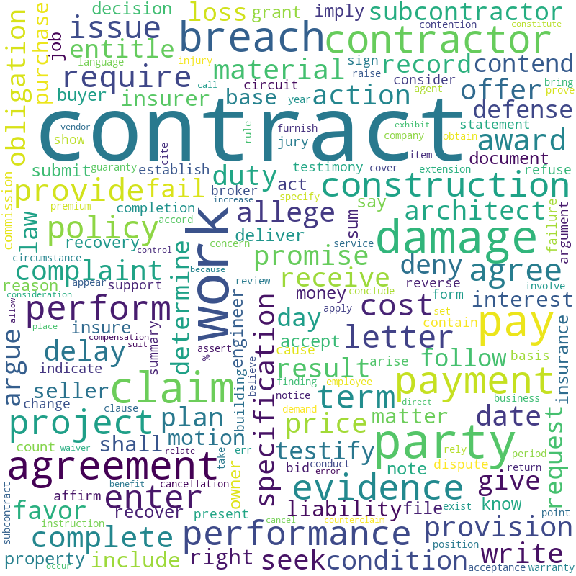 decision grant imply subcontractor
job issue loss sign contention constitute
purchase breach contractor
language injury circuit raise agent bring
entitle material record contend
require call year consider prove
obligation buyer insurer base action offer defense
vendor rule furnish company exhibit obtain
contract
show guaranty cite jury statement award
submit establish testimony cover item document
provide fail duty construction
specify extension refuse
commission premium increase broker act
completion accord allege say architect
law policy work sum damage failure argument
recovery concern deliver promise
circumstance control because service reverse deny agree
complaint determine review conclude form involve
reason appear support receive
consideration money apply set interest
perform engineer cost contain
allow place compensation suit assert accept letter basis
argue insure summary building believe day arise
indicate as cause follow insurance
delay finding employee pay
seller claim result direct business
change clause specification demand notice term payment
project plan count waiver err price matter rely period date request
shall motion owner testify party dispute return
agreement relate take bid conduct note give
affirm cancellation error evidence know
subcontract favor enter recover benefit present liability file exist point
instruction cancel counterclaim position provision
complete performance condition write
property include right seek acceptance warranty
occur